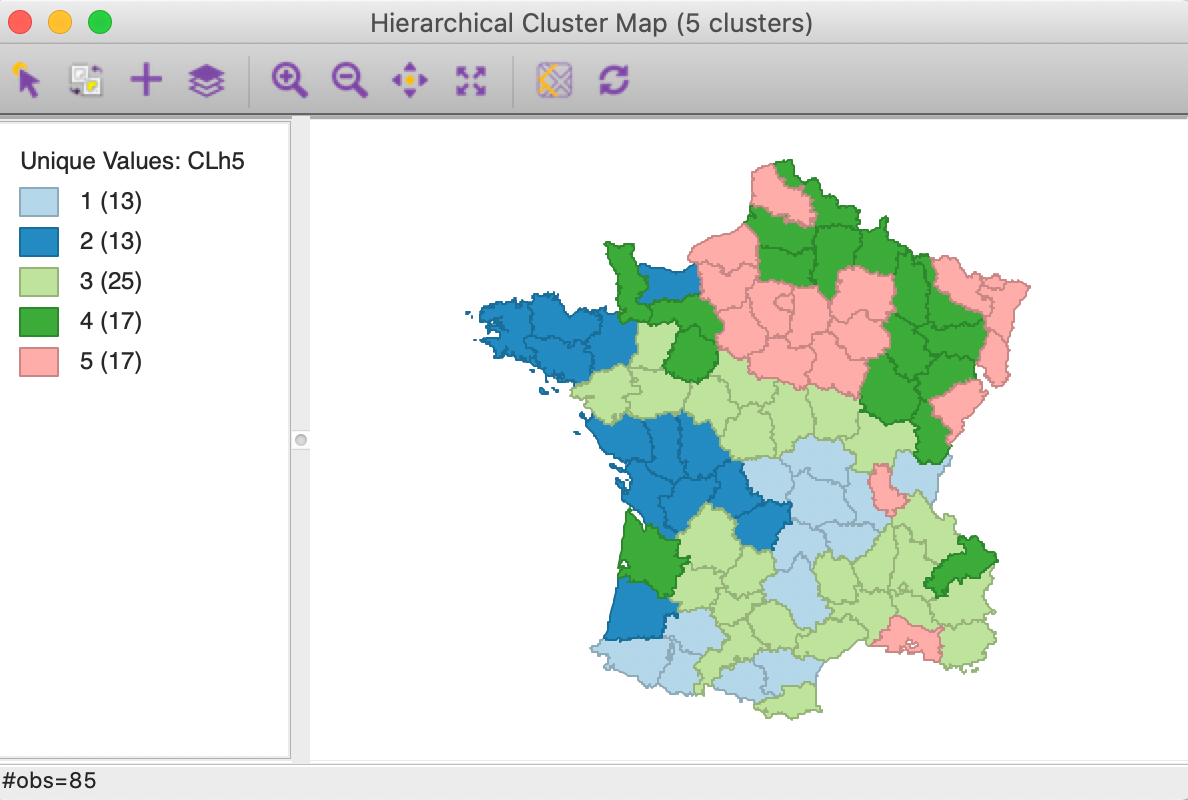 Hierarchical Cluster Map (5 clusters)
Unique Values: CLh5
1 (13)
2 (13)
3 (25)
4 (17)
5 (17)
#obs=85